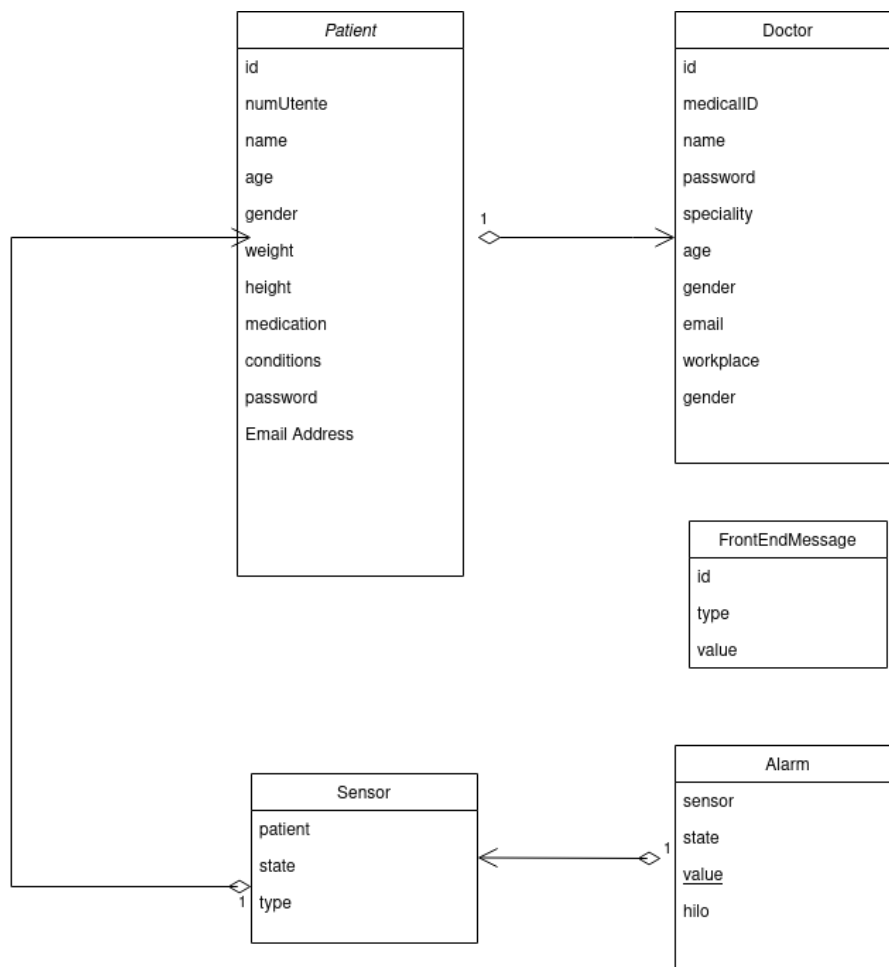 Patient
id
numUtente
name
age
gender
weight
height
medication
conditions
password
Email Address
1
Doctor
id
medicalID
name
password
speciality
age
gender
email
workplace
gender
FrontEndMessage
id
type
value
Sensor
patient
state
type
1
1
Alarm
sensor
state
value
hilo